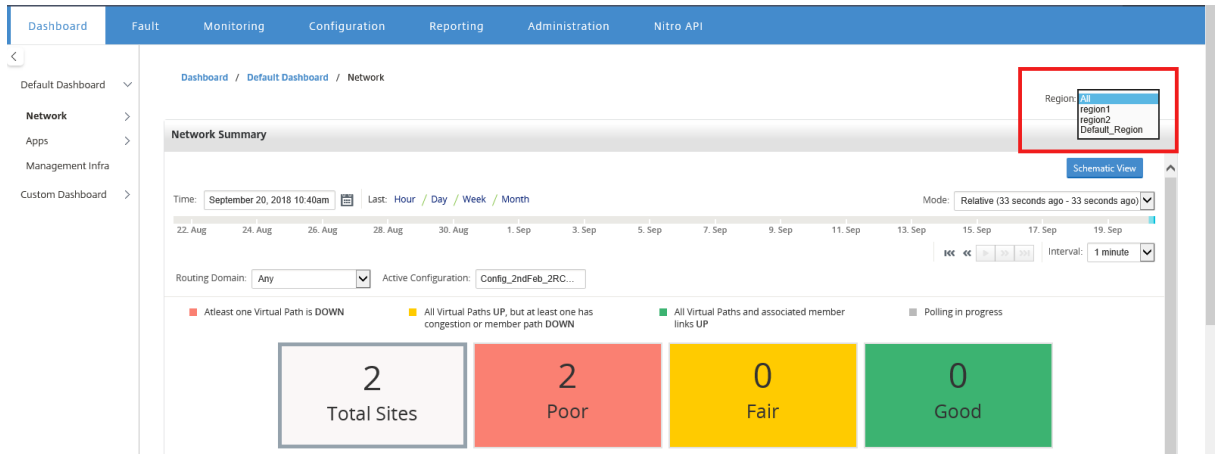 Dashboard Fault Monitoring Configuration Reporting Administration Nitro API
Default Dashboard
Network
Apps
Management Infra
Custom Dashboard
Dashboard / Default Dashboard / Network
Region: All
region1
region2
Default_Region
Network Summary
Schematic View
Time: September 20, 2018 10:40am Last: Hour / Day / Week / Month Mode: Relative (33 seconds ago - 33 seconds ago)
22. Aug 24. Aug 26. Aug 28. Aug 30. Aug 1. Sep 3. Sep 5. Sep 7. Sep 9. Sep 11. Sep 13. Sep 15. Sep 17. Sep 19. Sep
Interval: 1 minute
Routing Domain: Any Active Configuration: Config_2ndFeb_2RC...
Atleast one Virtual Path is DOWN
All Virtual Paths UP, but at least one has
congestion or member path DOWN
All Virtual Paths and associated member
links UP
Polling in progress
2
Total Sites
2
Poor
0
Fair
0
Good